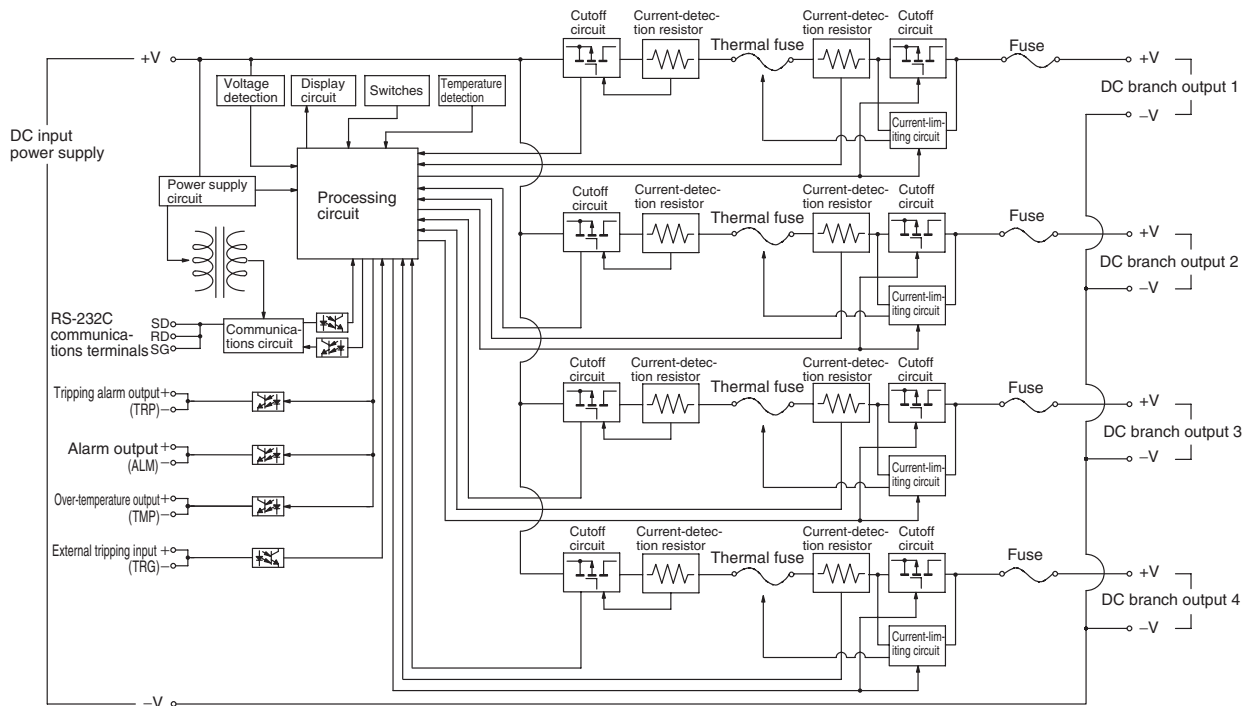 Cutoff
circuit
Current-detec-
tion resistor
Thermal fuse
Current-detec-
tion resistor
Cutoff
circuit
Fuse
+V
+V
DC branch output 1
−V
Current-lim-
iting circuit
Voltage
detection
Display
circuit
Switches
Temperature
detection
DC input
power supply
Power supply
circuit
Processing
circuit
Cutoff
circuit
Current-detec-
tion resistor
Thermal fuse
Current-detec-
tion resistor
Cutoff
circuit
Fuse
+V
DC branch output 2
−V
Current-lim-
iting circuit
RS-232C
communica-
tions terminals
SD
RD
SG
Communica-
tions circuit
Cutoff
circuit
Current-detec-
tion resistor
Thermal fuse
Current-detec-
tion resistor
Cutoff
circuit
Fuse
+V
DC branch output 3
−V
Current-lim-
iting circuit
Tripping alarm output +
(TRP) −
Alarm output +
(ALM) −
Over-temperature output +
(TMP) −
External tripping input +
(TRG) −
Cutoff
circuit
Current-detec-
tion resistor
Thermal fuse
Current-detec-
tion resistor
Cutoff
circuit
Fuse
+V
DC branch output 4
−V
Current-lim-
iting circuit
−V